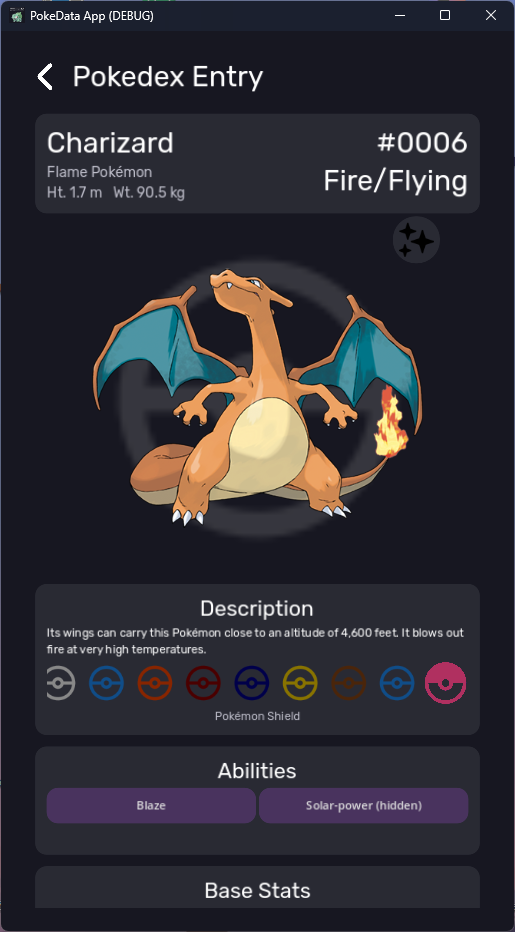 PokeData App (DEBUG)
Pokedex Entry
Charizard
#0006
Flame Pokémon
Ht. 1.7 m Wt. 90.5 kg
Fire/Flying
Description
Its wings can carry this Pokémon close to an altitude of 4,600 feet. It blows out
fire at very high temperatures.
Pokémon Shield
Abilities
Blaze
Solar-power (hidden)
Base Stats